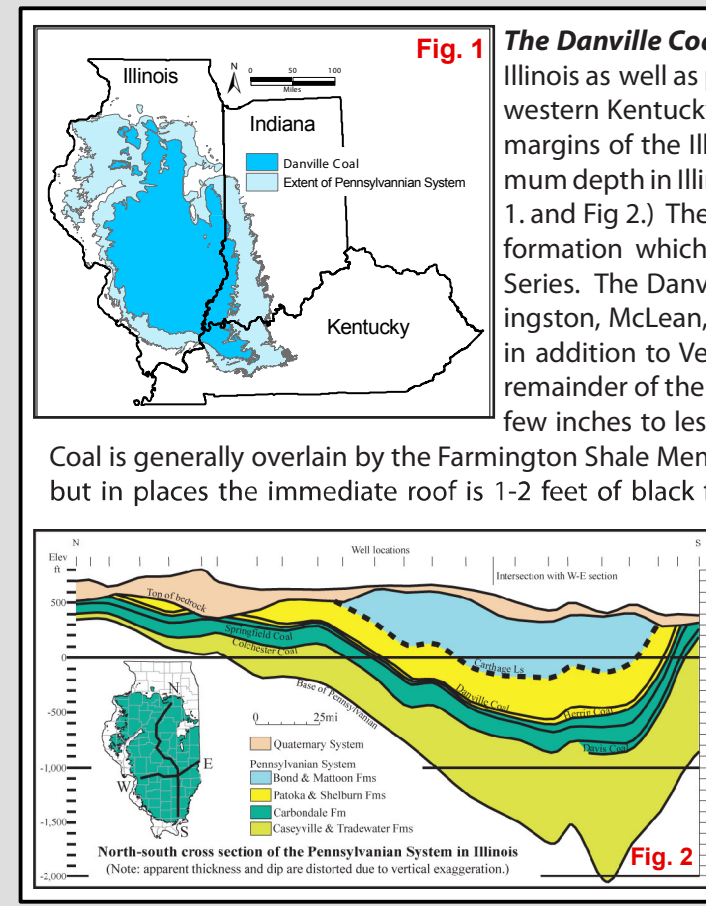 Fig. 1
Illinois
N
0 50 100
Miles
Indiana
Danville Coal
Extent of Pennsylvannian System
Kentucky
The Danville Coa
Illinois as well as p
western Kentucky
margins of the Illi
mum depth in Illin
1. and Fig 2.) The
formation which
Series. The Danv
ingston, McLean,
in addition to Ve
remainder of the
few inches to les
Coal is generally overlain by the Farmington Shale Mem
but in places the immediate roof is 1-2 feet of black f
N
S
Elev
ft
Well locations
Intersection with W-E section
500
0
-500
-1,000
-1,500
-2,000
Top of bedrock
Springfield Coal
Colchester Coal
Base of Pennsylvanian
Carthage Ls
Danville Coal
Herrin Coal
Davis Coal
N
E
W
S
0 25mi
Quaternary System
Pennsylvanian System
Bond & Mattoon Fms
Patoka & Shelburn Fms
Carbondale Fm
Caseyville & Tradewater Fms
North-south cross section of the Pennsylvanian System in Illinois
(Note: apparent thickness and dip are distorted due to vertical exaggeration.)
Fig. 2